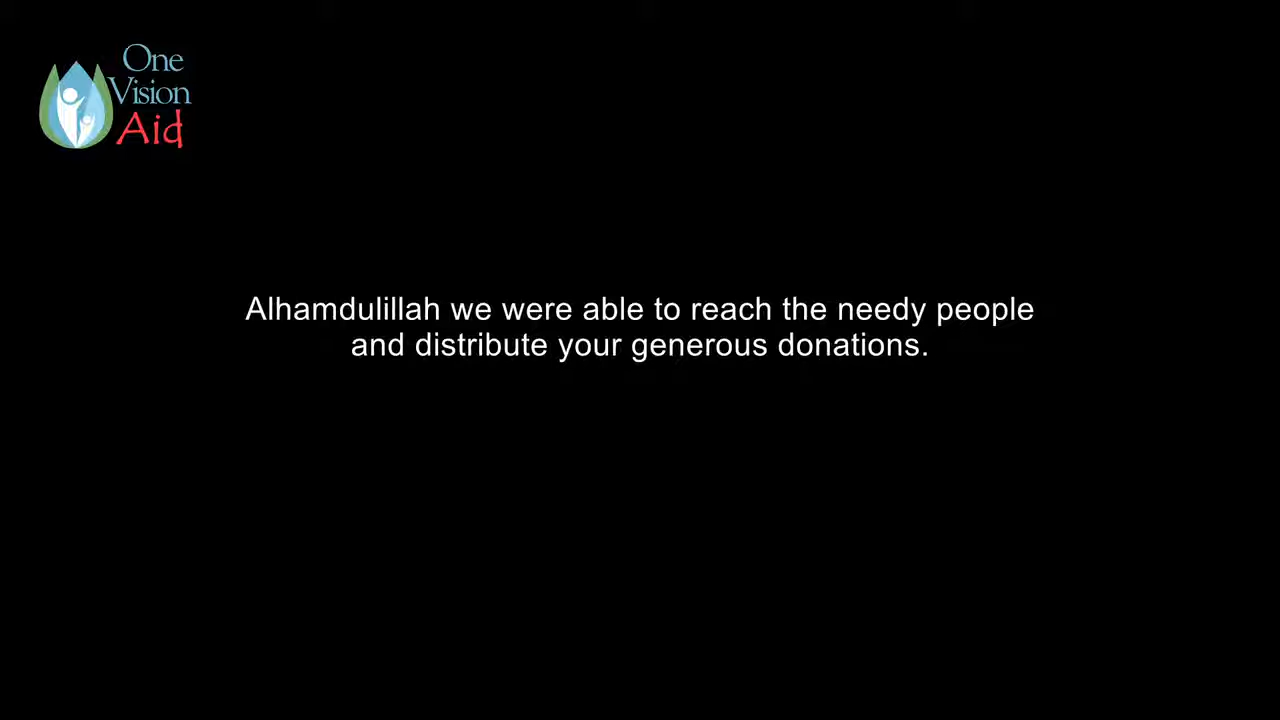 One
Vision
Aid
Alhamdulillah we were able to reach the needy people
and distribute your generous donations.